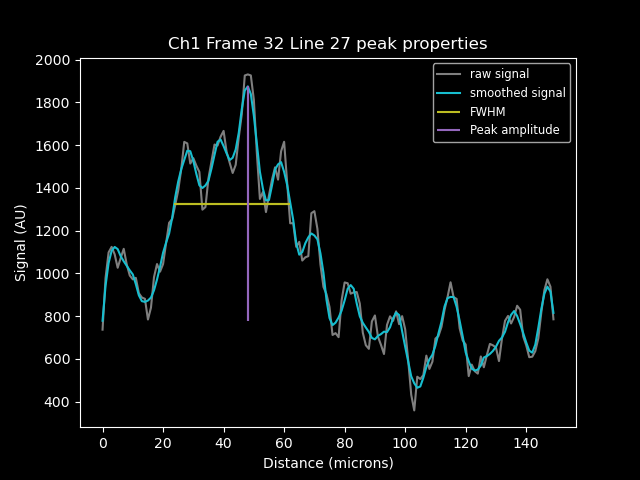 Ch1 Frame 32 Line 27 peak properties
raw signal
smoothed signal
FWHM
Peak amplitude
Signal (AU)
2000
1800
1600
1400
1200
1000
800
600
400
0 20 40 60 80 100 120 140
Distance (microns)